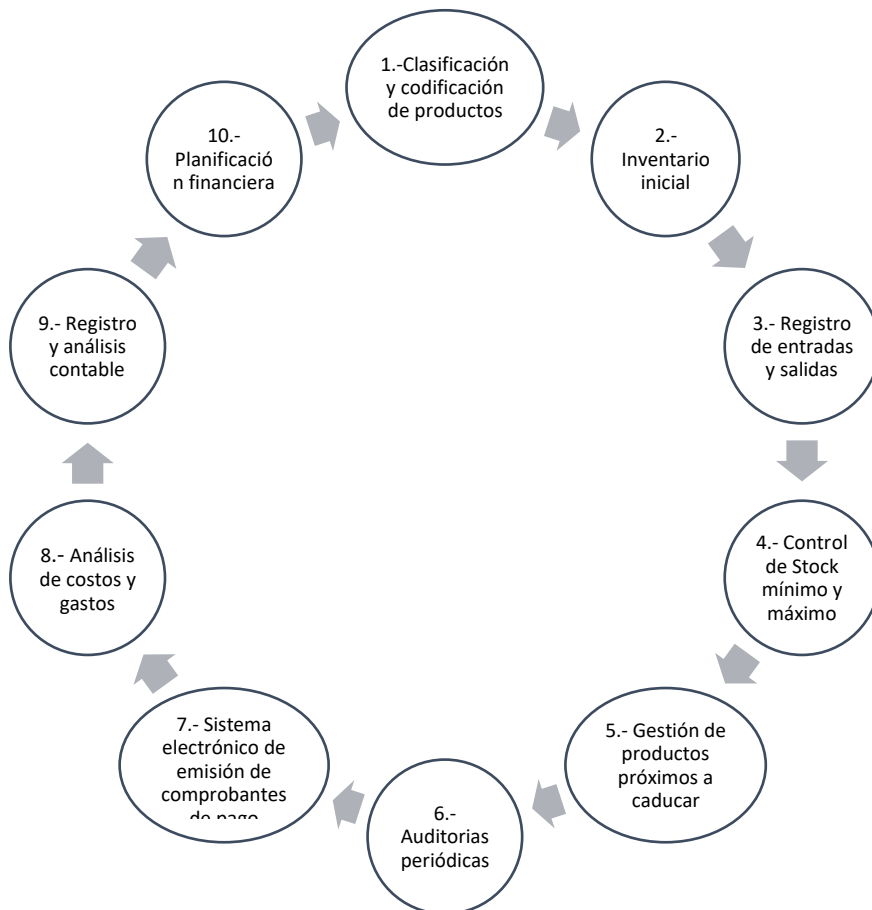 1.-Clasificación
y codificación
de productos
2.-
Inventario
inicial
3.- Registro
de entradas
y salidas
4.- Control
de Stock
mínimo y
máximo
5.- Gestión de
productos
próximos a
caducar
6.-
Auditorias
periódicas
7.- Sistema
electrónico de
emisión de
comprobantes
de pago
8.- Análisis
de costos y
gastos
9.- Registro
y análisis
contable
10.-
Planificació
n financiera